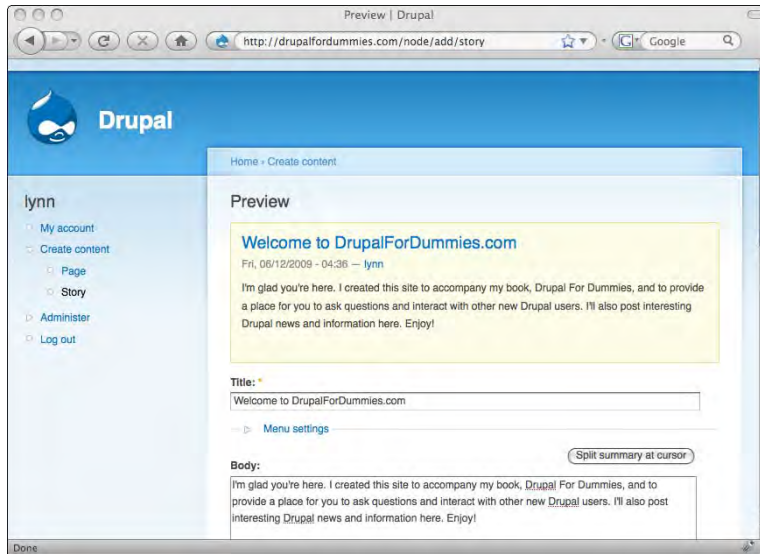 Preview | Drupal
http://drupalfordummies.com/node/add/story
Google
Drupal
Home › Create content
lynn
My account
Create content
Page
Story
Administer
Log out
Preview
Welcome to DrupalForDummies.com
Fri, 06/12/2009 - 04:36 — lynn
I'm glad you're here. I created this site to accompany my book, Drupal For Dummies, and to provide
a place for you to ask questions and interact with other new Drupal users. I'll also post interesting
Drupal news and information here. Enjoy!
Title: *
Welcome to DrupalForDummies.com
Menu settings
Split summary at cursor
Body:
I'm glad you're here. I created this site to accompany my book, Drupal For Dummies, and to
provide a place for you to ask questions and interact with other new Drupal users. I'll also post
interesting Drupal news and information here. Enjoy!
Done